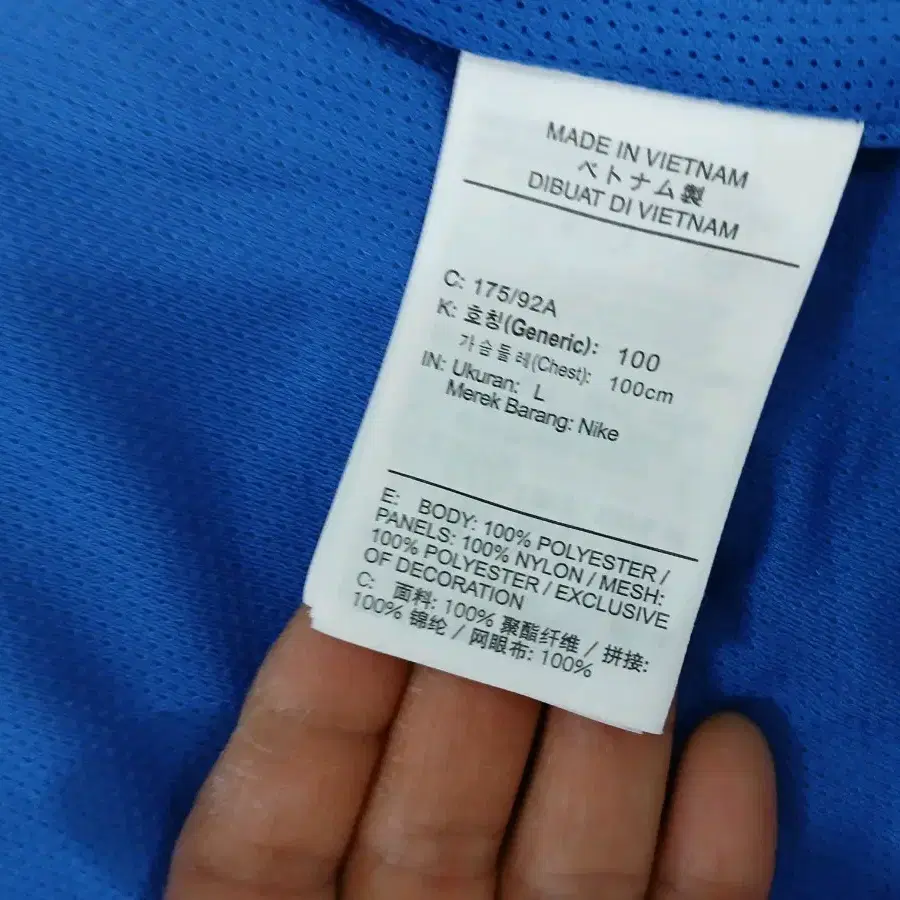 MADE IN VIETNAM
ベトナム製
DIBUAT DI VIETNAM
C: 175/92A
K: 호칭(Generic): 100
가슴둘레(Chest): 100cm
IN: Ukuran: L
Merek Barang: Nike
E: BODY: 100% POLYESTER /
PANELS: 100% NYLON / MESH:
100% POLYESTER / EXCLUSIVE
OF DECORATION
C: 面料: 100% 聚酯纤维 / 拼接:
100% 锦纶 / 网眼布: 100%